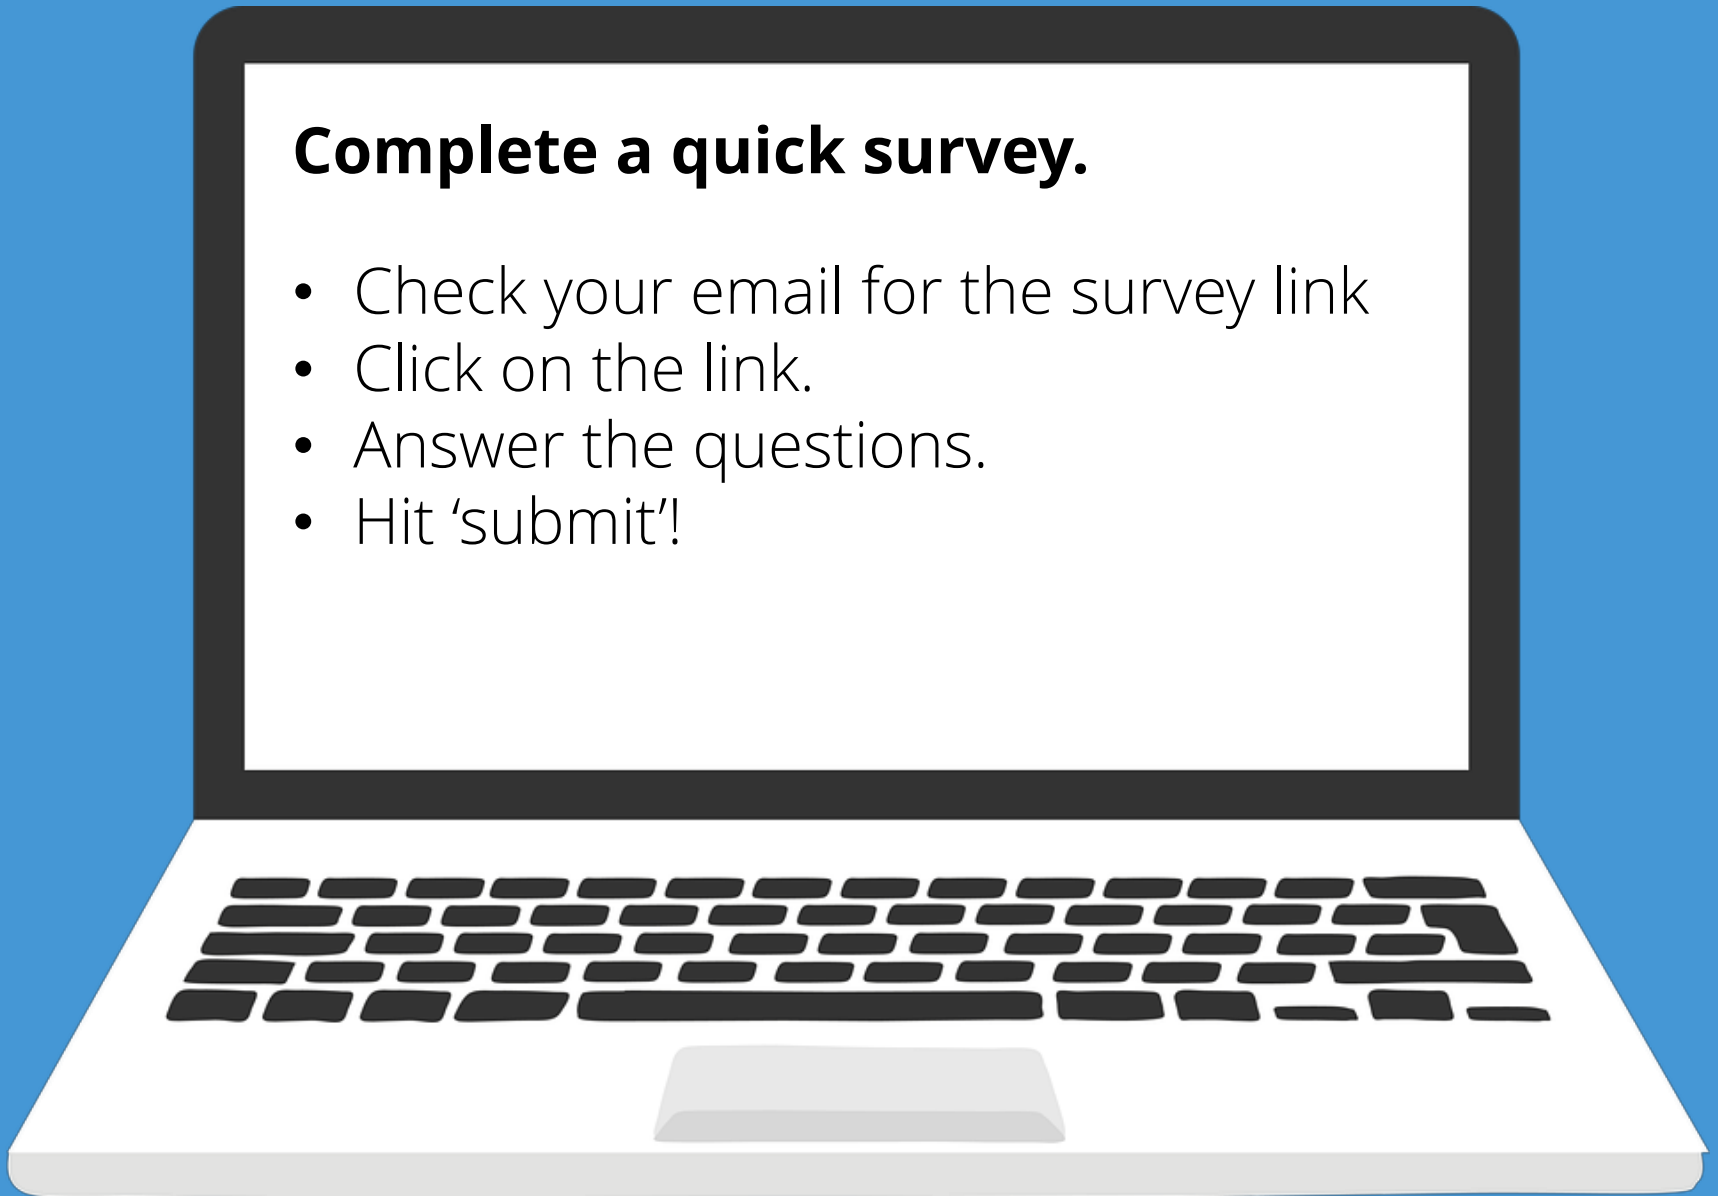 Complete a quick survey.
• Check your email for the survey link
• Click on the link.
• Answer the questions.
• Hit ‘submit’!